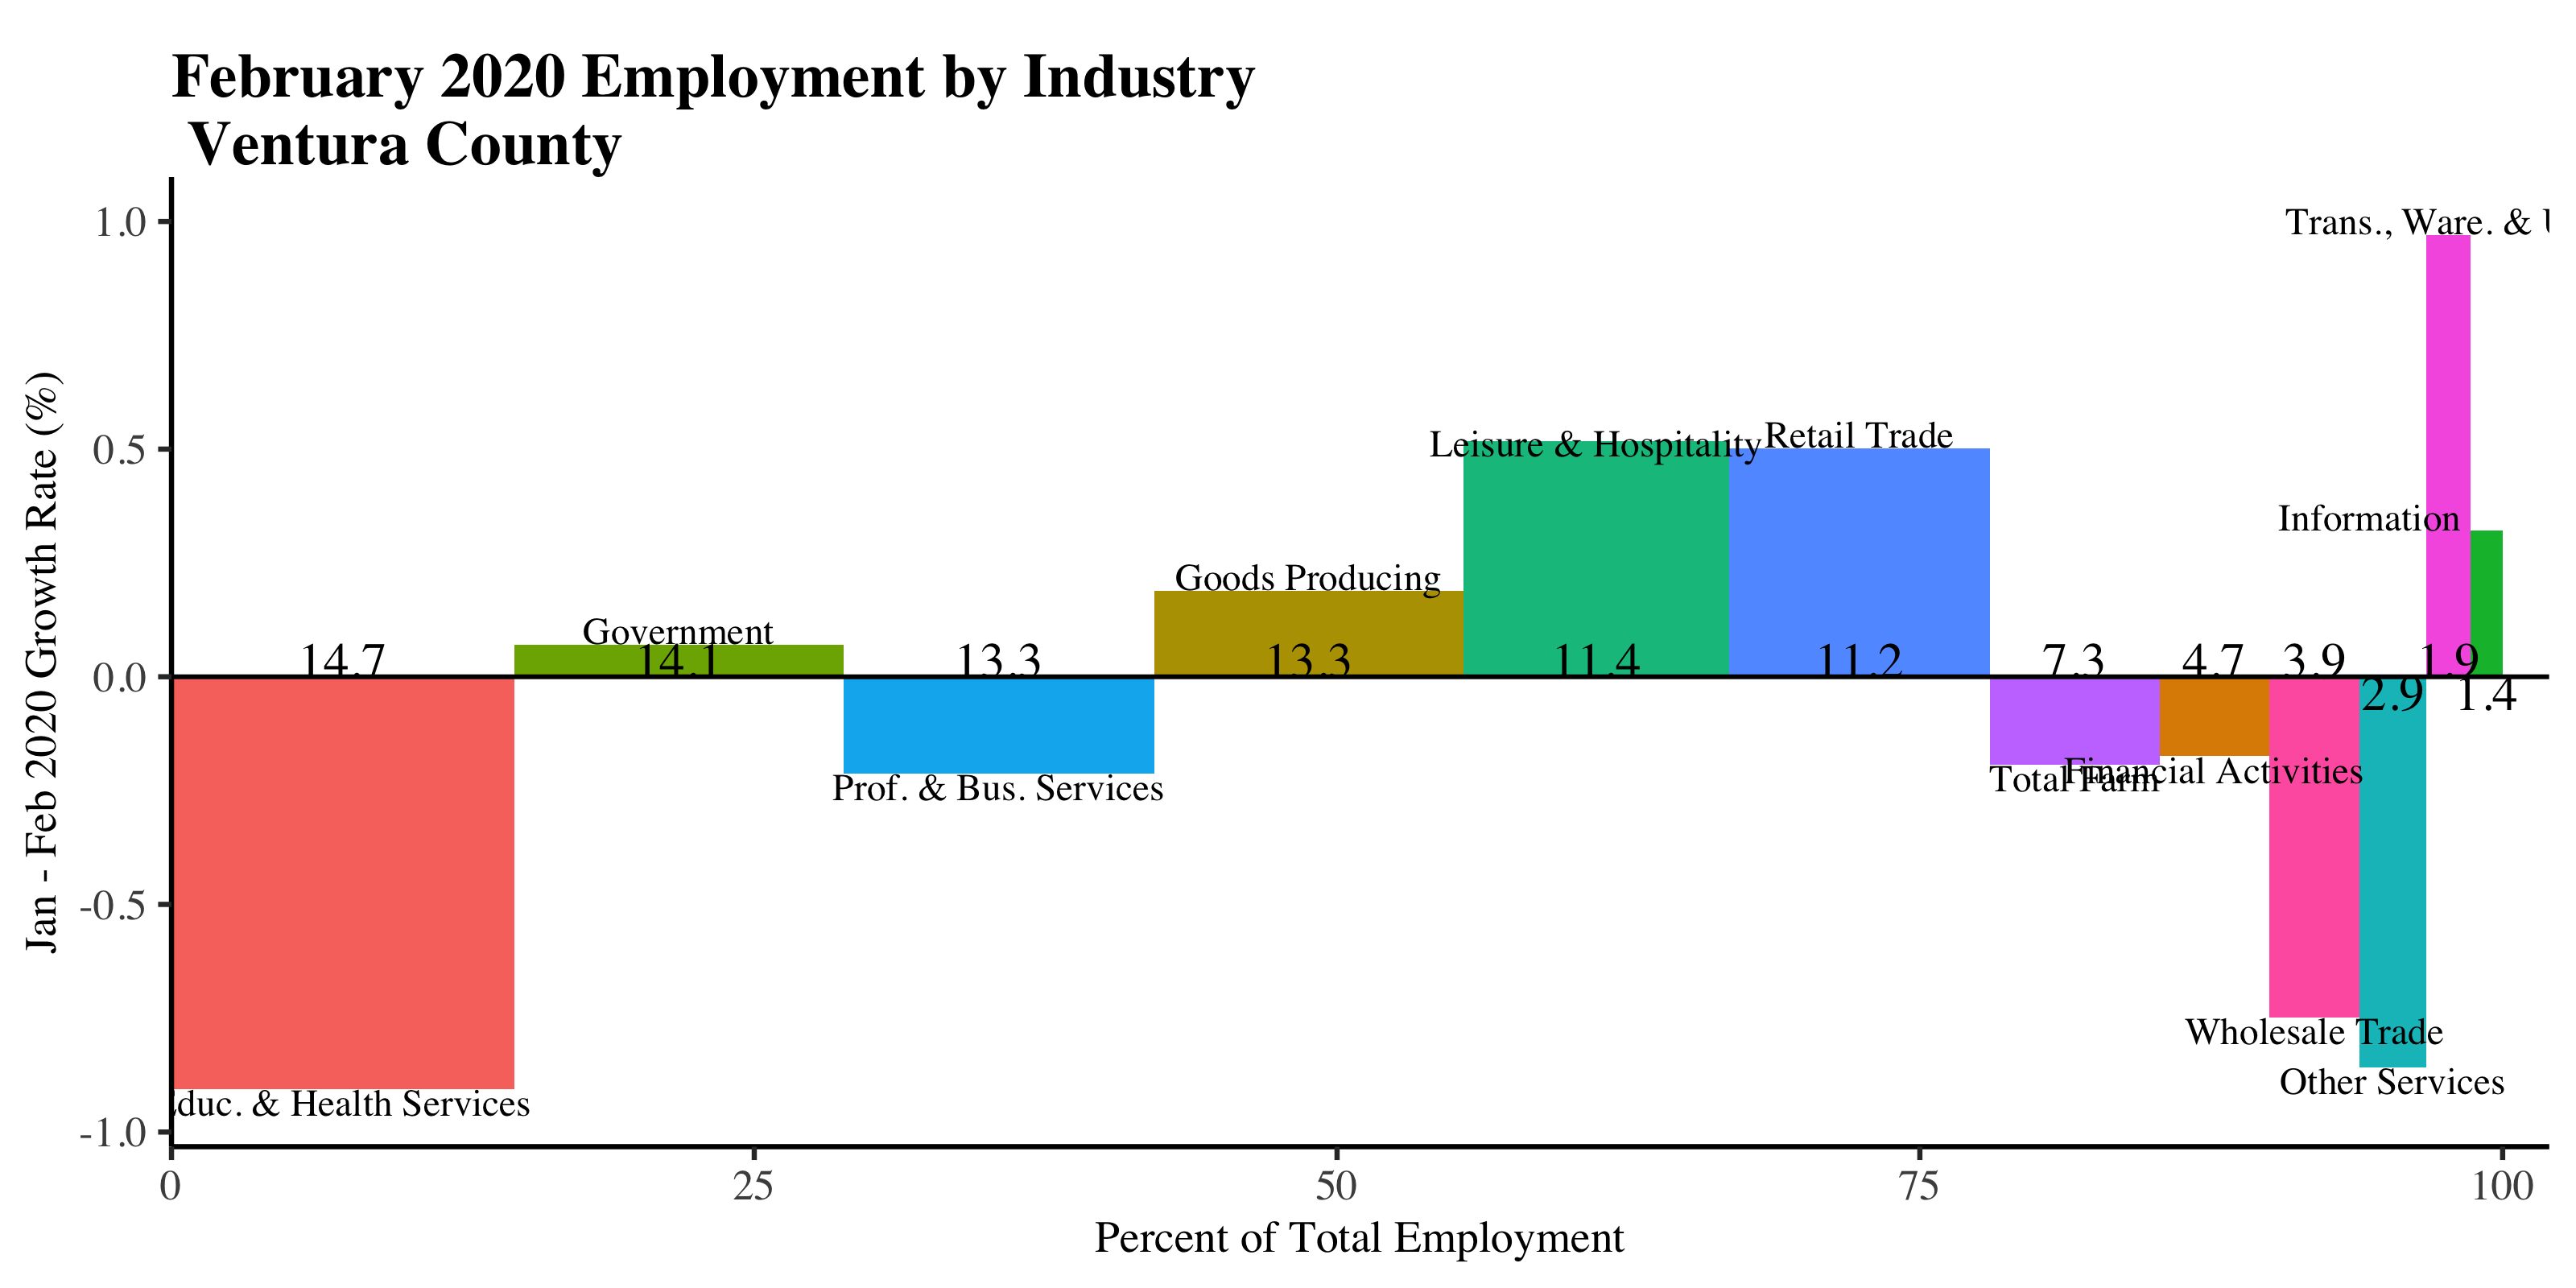 February 2020 Employment by Industry
Ventura County
Jan - Feb 2020 Growth Rate (%)
1.0
0.5
0.0
-0.5
-1.0
Trans., Ware. & 
Leisure & Hospitality
Retail Trade
Information
Goods Producing
Government
14.7
14.1
13.3
13.3
11.4
11.2
7.3
4.7
3.9
1.9
2.9
1.4
Prof. & Bus. Services
Total Farm
Financial Activities
Wholesale Trade
Other Services
duc. & Health Services
0
25
50
75
100
Percent of Total Employment